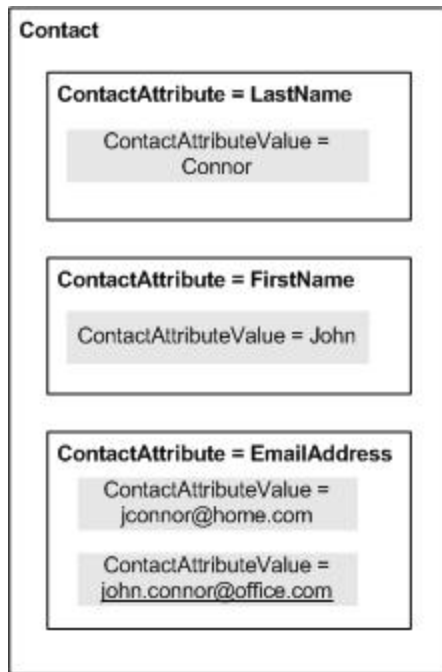 Contact
ContactAttribute = LastName
ContactAttributeValue =
Connor
ContactAttribute = FirstName
ContactAttributeValue = John
ContactAttribute = EmailAddress
ContactAttributeValue =
jconnor@home.com
ContactAttributeValue =
john.connor@office.com